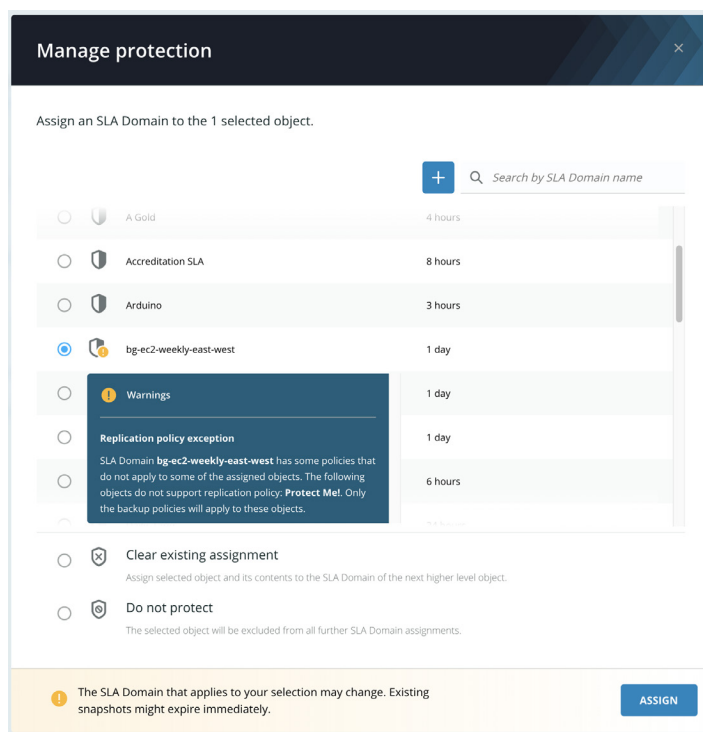 Manage protection
Assign an SLA Domain to the 1 selected object.
Search by SLA Domain name
A Gold 4 hours
Accreditation SLA 8 hours
Arduino 3 hours
bg-ec2-weekly-east-west 1 day
Warnings 1 day
Replication policy exception 1 day
SLA Domain bg-ec2-weekly-east-west has some policies that
do not apply to some of the assigned objects. The following
objects do not support replication policy: Protect Me!. Only 6 hours
the backup policies will apply to these objects.
24 hours
Clear existing assignment
Assign selected object and its contents to the SLA Domain of the next higher level object.
Do not protect
The selected object will be excluded from all further SLA Domain assignments.
The SLA Domain that applies to your selection may change. Existing
snapshots might expire immediately.
ASSIGN